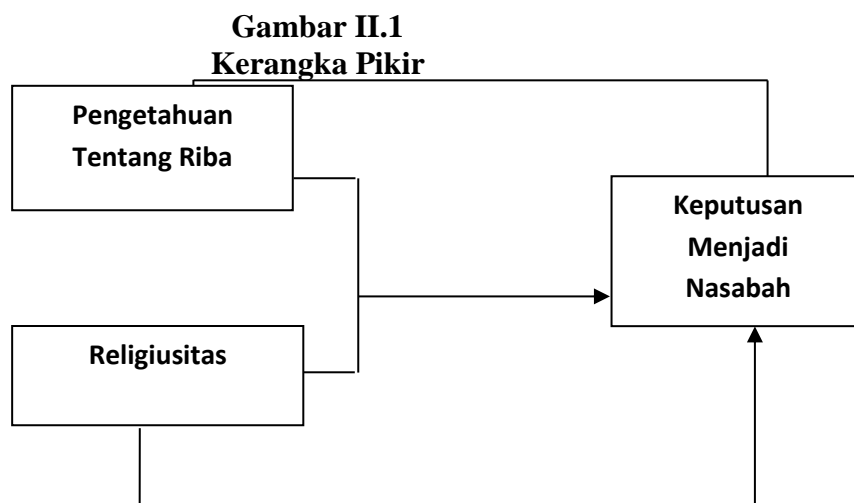 Gambar II.1
Kerangka Pikir
Pengetahuan
Tentang Riba
Keputusan
Menjadi
Nasabah
Religiusitas